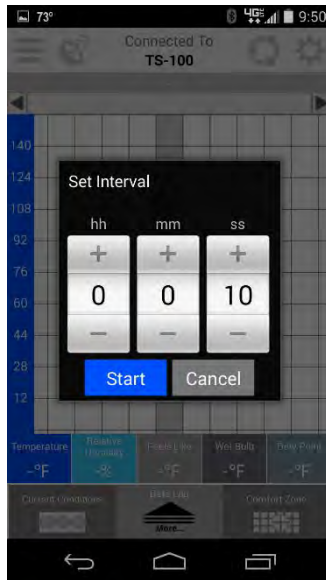 73°
4G
9:50
Connected To
TS-100
140
124
Set Interval
108
hh mm ss
92
+ + +
76
60
0 0 10
44
- - -
28
Start Cancel
12
Temperature Relative Humidity Wet Bulb Dew Point
-°F -% -°F -°F -°F
Current Conditions Data Log Comfort Zone
More...